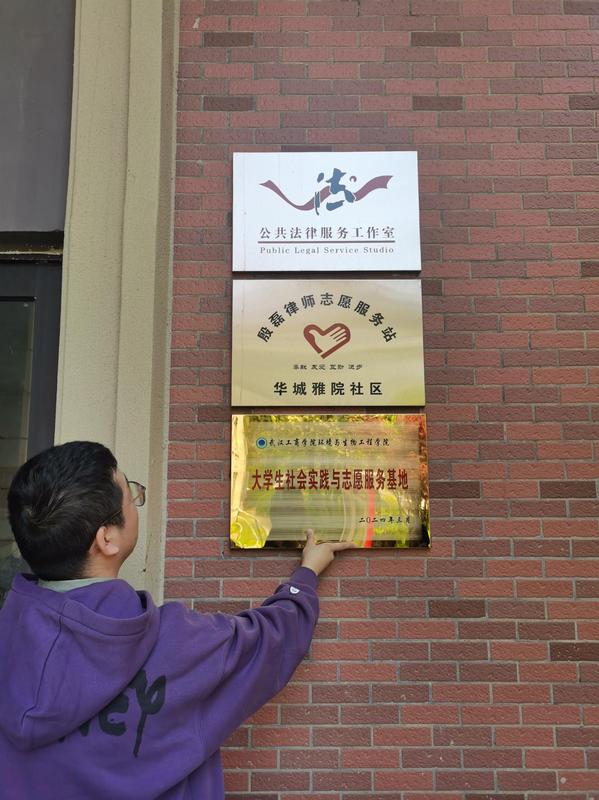 法
公共法律服务工作室
Public Legal Service Studio
殷磊律师志愿服务站
奉献 友爱 互助 进步
华城雅院社区
武汉工商学院环境与生物工程学院
大学生社会实践与志愿服务基地
二〇二四年三月